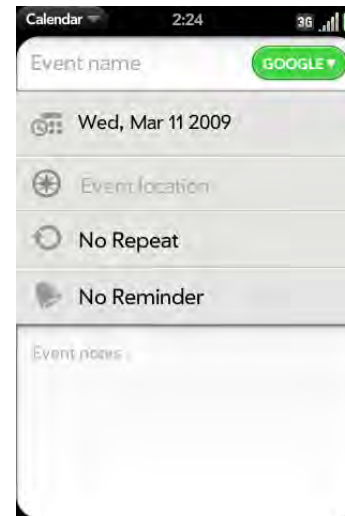 Calendar 2:24 3G
Event name GOOGLE
Wed, Mar 11 2009
Event location
No Repeat
No Reminder
Event notes